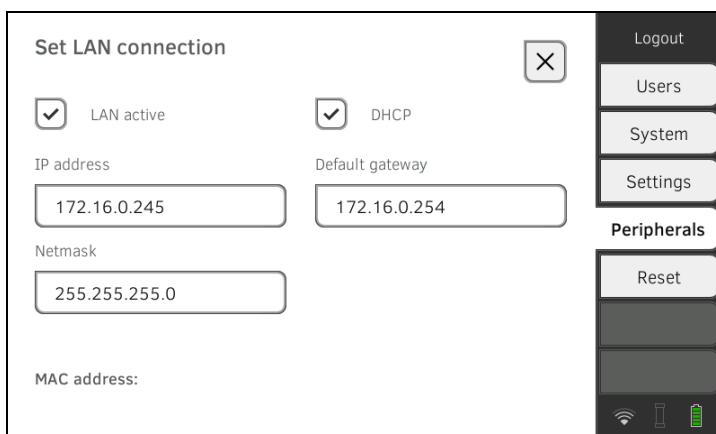 Set LAN connection
LAN active
DHCP
IP address
Default gateway
172.16.0.245
172.16.0.254
Netmask
255.255.255.0
MAC address:
Logout
Users
System
Settings
Peripherals
Reset